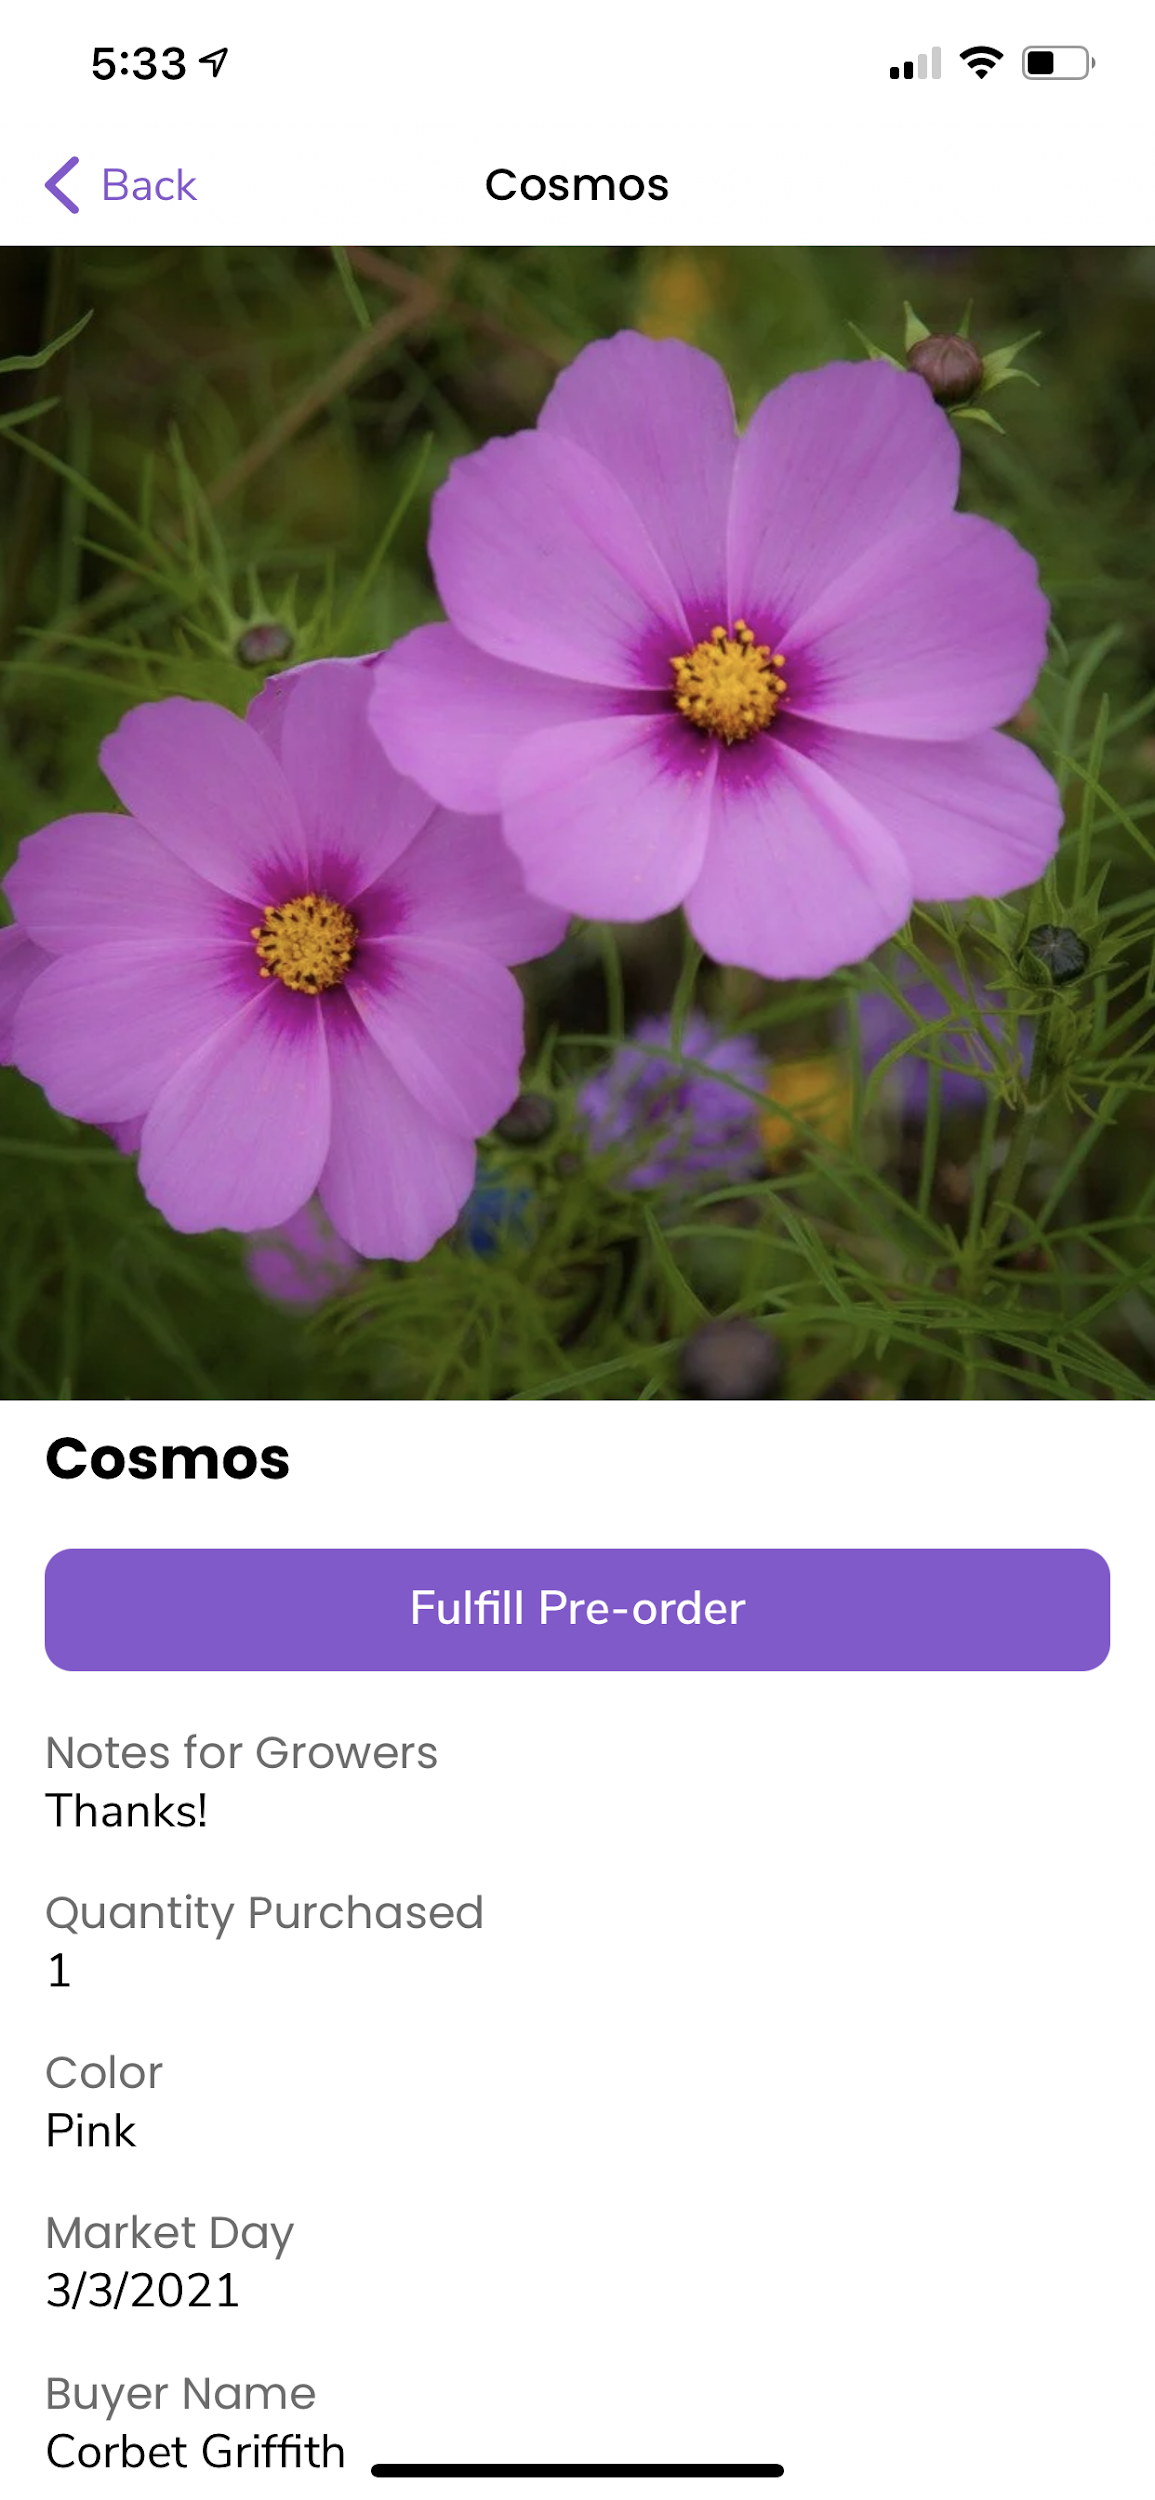 5:33
Back
Cosmos
Cosmos
Fulfill Pre-order
Notes for Growers
Thanks!
Quantity Purchased
1
Color
Pink
Market Day
3/3/2021
Buyer Name
Corbet Griffith